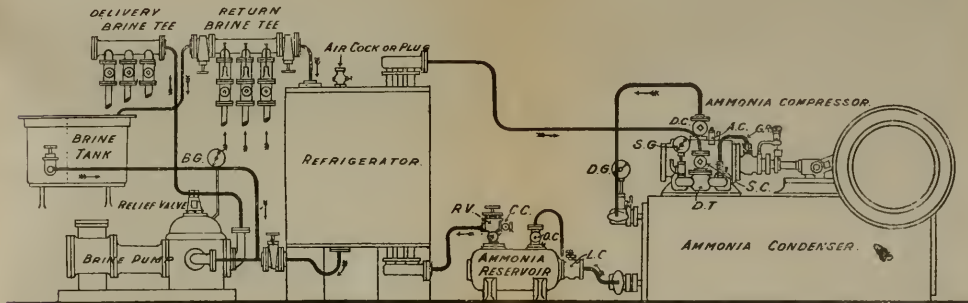 DELIVERY
BRINE TEE
RETURN
BRINE TEE
AIR COCK OR PLUG
BRINE
TANK
B.G.
RELIEF VALVE
BRINE PUMP
REFRIGERATOR.
R.V.
F.C.
O.C.
L.C.
AMMONIA
RESERVOIR
AMMONIA COMPRESSOR.
D.C.
A.C.
S.G.
D.G.
S.C.
D.T
AMMONIA CONDENSER.